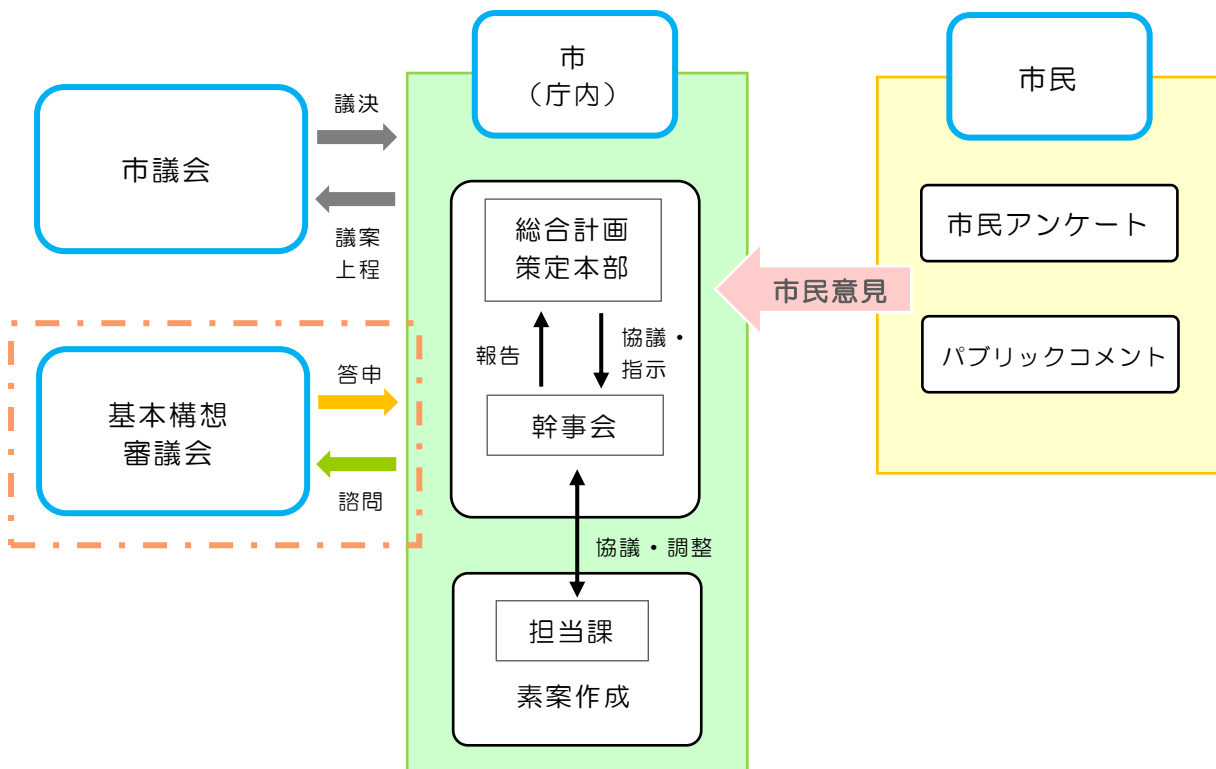 市議会
議決
議案
上程
基本構想
審議会
答申
諮問
市
（庁内）
総合計画
策定本部
報告
協議・
指示
幹事会
協議・調整
担当課
素案作成
市民意見
市民
市民アンケート
パブリックコメント